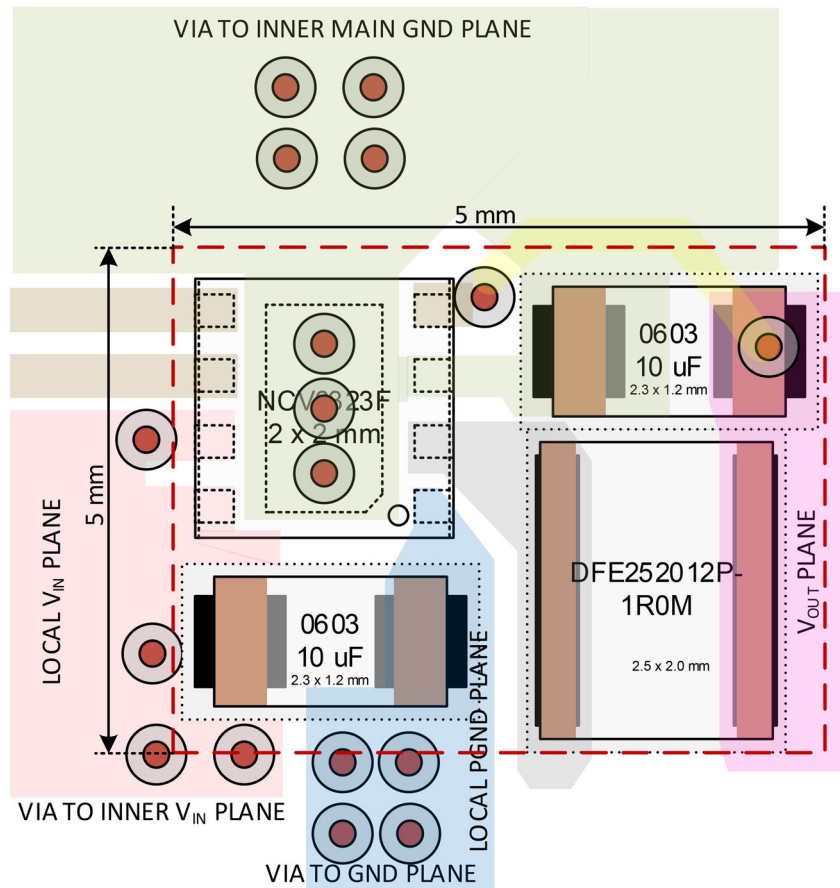 VIA TO INNER MAIN GND PLANE
5 mm
0603
10 uF
2.3 x 1.2 mm
2 x 2 mm
5 mm
LOCAL VIN PLANE
DFE252012P-
1R0M
2.5 x 2.0 mm
VOUT PLANE
0603
10 uF
2.3 x 1.2 mm
LOCAL PGND PLANE
VIA TO INNER VIN PLANE
VIA TO GND PLANE